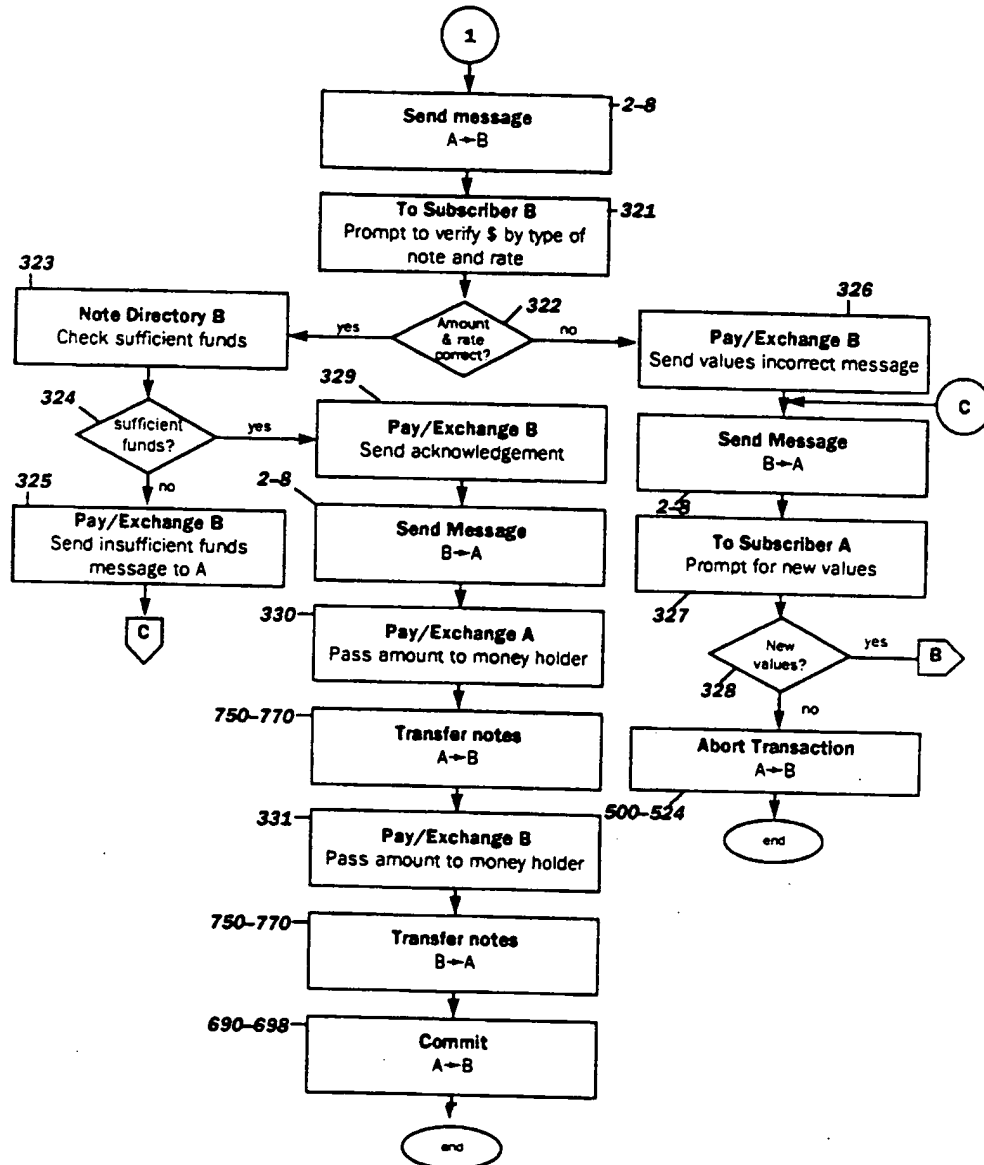 1
2-8
Send message
A→B
321
To Subscriber B
Prompt to verify $ by type of
note and rate
323
Note Directory B
Check sufficient funds
yes
322
Amount
& rate
correct?
no
326
Pay/Exchange B
Send values incorrect message
C
324
sufficient
funds?
yes
no
329
Pay/Exchange B
Send acknowledgement
Send Message
B→A
2-8
325
Pay/Exchange B
Send insufficient funds
message to A
C
2-8
Send Message
B→A
To Subscriber A
Prompt for new values
327
330
Pay/Exchange A
Pass amount to money holder
New
values?
328
yes
B
no
750-770
Transfer notes
A→B
Abort Transaction
A→B
500-524
end
331
Pay/Exchange B
Pass amount to money holder
750-770
Transfer notes
B→A
690-698
Commit
A→B
end